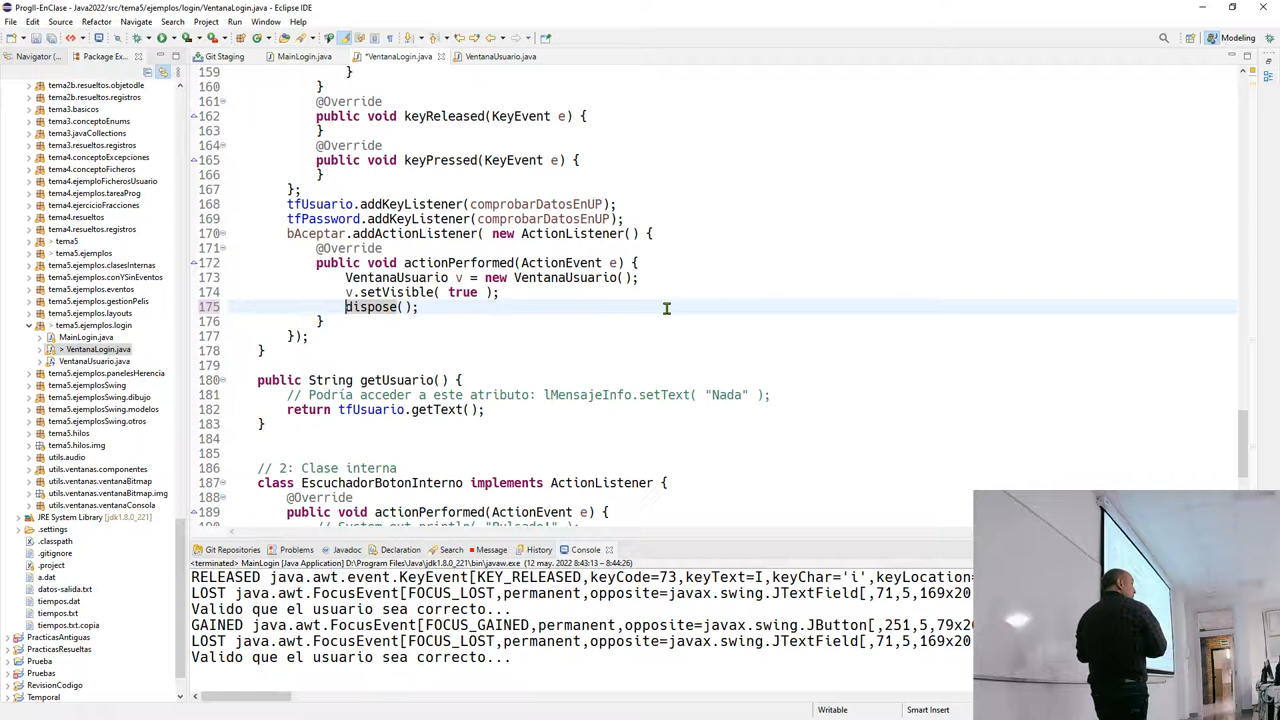 ProgII-EnClase - Java2022/src/tema5/ejemplos/login/VentanaLogin.java - Eclipse IDE
File Edit Source Refactor Navigate Search Project Run Window Help
Modeling
Navigator (... Package Ex...
Git Staging MainLogin.java *VentanaLogin.java VentanaUsuario.java
tema2b.resueltos.objetodle
tema2b.resueltos.registros
tema3.basicos
tema3.conceptoEnums
tema3.javaCollections
tema3.resueltos.registros
tema4.conceptoExcepciones
tema4.conceptoFicheros
tema4.ejemploFicherosUsuario
tema4.ejemplos.tareaProg
tema4.ejercicioFracciones
tema4.resueltos
tema4.resueltos.registros
> tema5
> tema5.ejemplos
tema5.ejemplos.clasesInternas
tema5.ejemplos.conYSinEventos
tema5.ejemplos.eventos
tema5.ejemplos.gestionPelis
tema5.ejemplos.layouts
> tema5.ejemplos.login
MainLogin.java
> VentanaLogin.java
VentanaUsuario.java
tema5.ejemplos.panelesHerencia
tema5.ejemplosSwing
tema5.ejemplosSwing.dibujo
tema5.ejemplosSwing.modelos
tema5.ejemplosSwing.otros
tema5.hilos
tema5.hilos.img
utils.audio
utils.ventanas.componentes
utils.ventanas.ventanaBitmap
utils.ventanas.ventanaBitmap.img
utils.ventanas.ventanaConsola
JRE System Library [jdk1.8.0_221]
.settings
.classpath
.gitignore
.project
a.dat
datos-salida.txt
tiempos.dat
tiempos.txt
tiempos.txt.copia
PracticasAntiguas
PracticasResueltas
Prueba
Pruebas
RevisionCodigo
Temporal
159 }
160 }
161 @Override
162 public void keyReleased(KeyEvent e) {
163 }
164 @Override
165 public void keyPressed(KeyEvent e) {
166 }
167 };
168 tfUsuario.addKeyListener(comprobarDatosEnUP);
169 tfPassword.addKeyListener(comprobarDatosEnUP);
170 bAceptar.addActionListener( new ActionListener() {
171 @Override
172 public void actionPerformed(ActionEvent e) {
173 VentanaUsuario v = new VentanaUsuario();
174 v.setVisible( true );
175 dispose();
176 }
177 });
178 }
179
180 public String getUsuario() {
181 // Podría acceder a este atributo: lMensajeInfo.setText( "Nada" );
182 return tfUsuario.getText();
183 }
184
185
186 // 2: Clase interna
187 class EscuchadorBotonInterno implements ActionListener {
188 @Override
189 public void actionPerformed(ActionEvent e) {
// System.out.println( "Pulsado!" );
Git Repositories Problems Javadoc Declaration Search Message History Console
<terminated> MainLogin [Java Application] D:\Program Files\Java\jdk1.8.0_221\bin\javaw.exe (12 may. 2022 8:43:13 – 8:44:26)
RELEASED java.awt.event.KeyEvent[KEY_RELEASED,keyCode=73,keyText=I,keyChar='i',keyLocation=
LOST java.awt.FocusEvent[FOCUS_LOST,permanent,opposite=javax.swing.JTextField[,71,5,169x20
Valido que el usuario sea correcto...
GAINED java.awt.FocusEvent[FOCUS_GAINED,permanent,opposite=javax.swing.JButton[,251,5,79x20
LOST java.awt.FocusEvent[FOCUS_LOST,permanent,opposite=javax.swing.JTextField[,71,5,169x20
Valido que el usuario sea correcto...
Writable Smart Insert